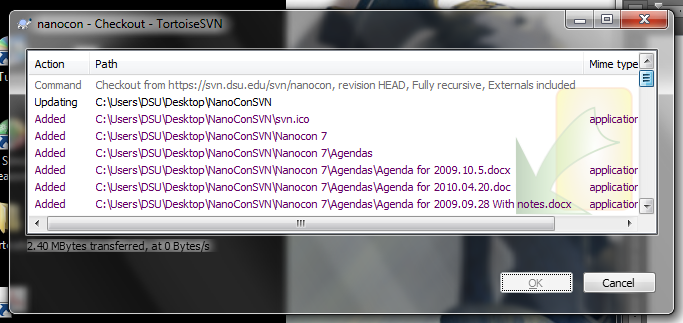 nanocon - Checkout - TortoiseSVN
Action Path Mime type
Command Checkout from https://svn.dsu.edu/svn/nanocon, revision HEAD, Fully recursive, Externals included
Updating C:\Users\DSU\Desktop\NanoConSVN
Added C:\Users\DSU\Desktop\NanoConSVN\svn.ico application
Added C:\Users\DSU\Desktop\NanoConSVN\Nanocon 7
Added C:\Users\DSU\Desktop\NanoConSVN\Nanocon 7\Agendas
Added C:\Users\DSU\Desktop\NanoConSVN\Nanocon 7\Agendas\Agenda for 2009.10.5.docx application
Added C:\Users\DSU\Desktop\NanoConSVN\Nanocon 7\Agendas\Agenda for 2010.04.20.doc application
Added C:\Users\DSU\Desktop\NanoConSVN\Nanocon 7\Agendas\Agenda for 2009.09.28 With notes.docx application
2.40 MBytes transferred, at 0 Bytes/s
OK Cancel